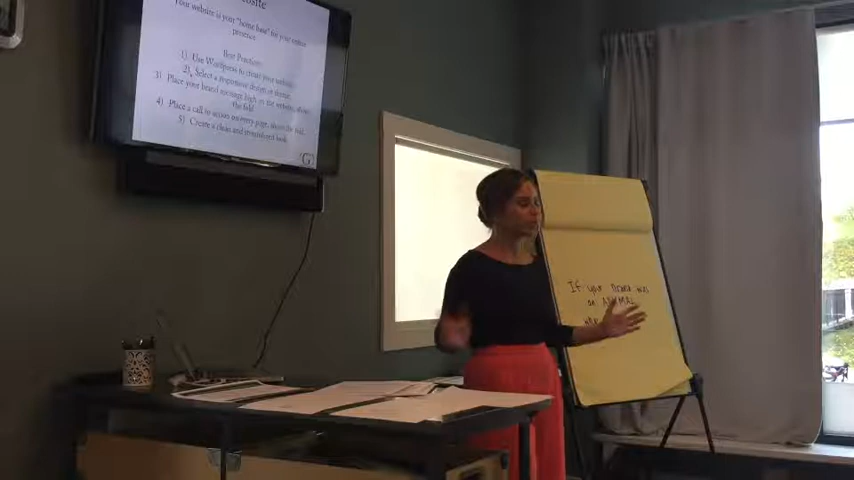 Your website is your "home base" for your online
presence.
Best Practices
1) Use Wordpress to create your website.
2) Select a responsive design or theme.
3) Place your brand message high on the website, above
the fold.
4) Place a call to action on every page, above the fold.
5) Create a clean and streamlined look.
G
If your BRAND was
an ANIMAL